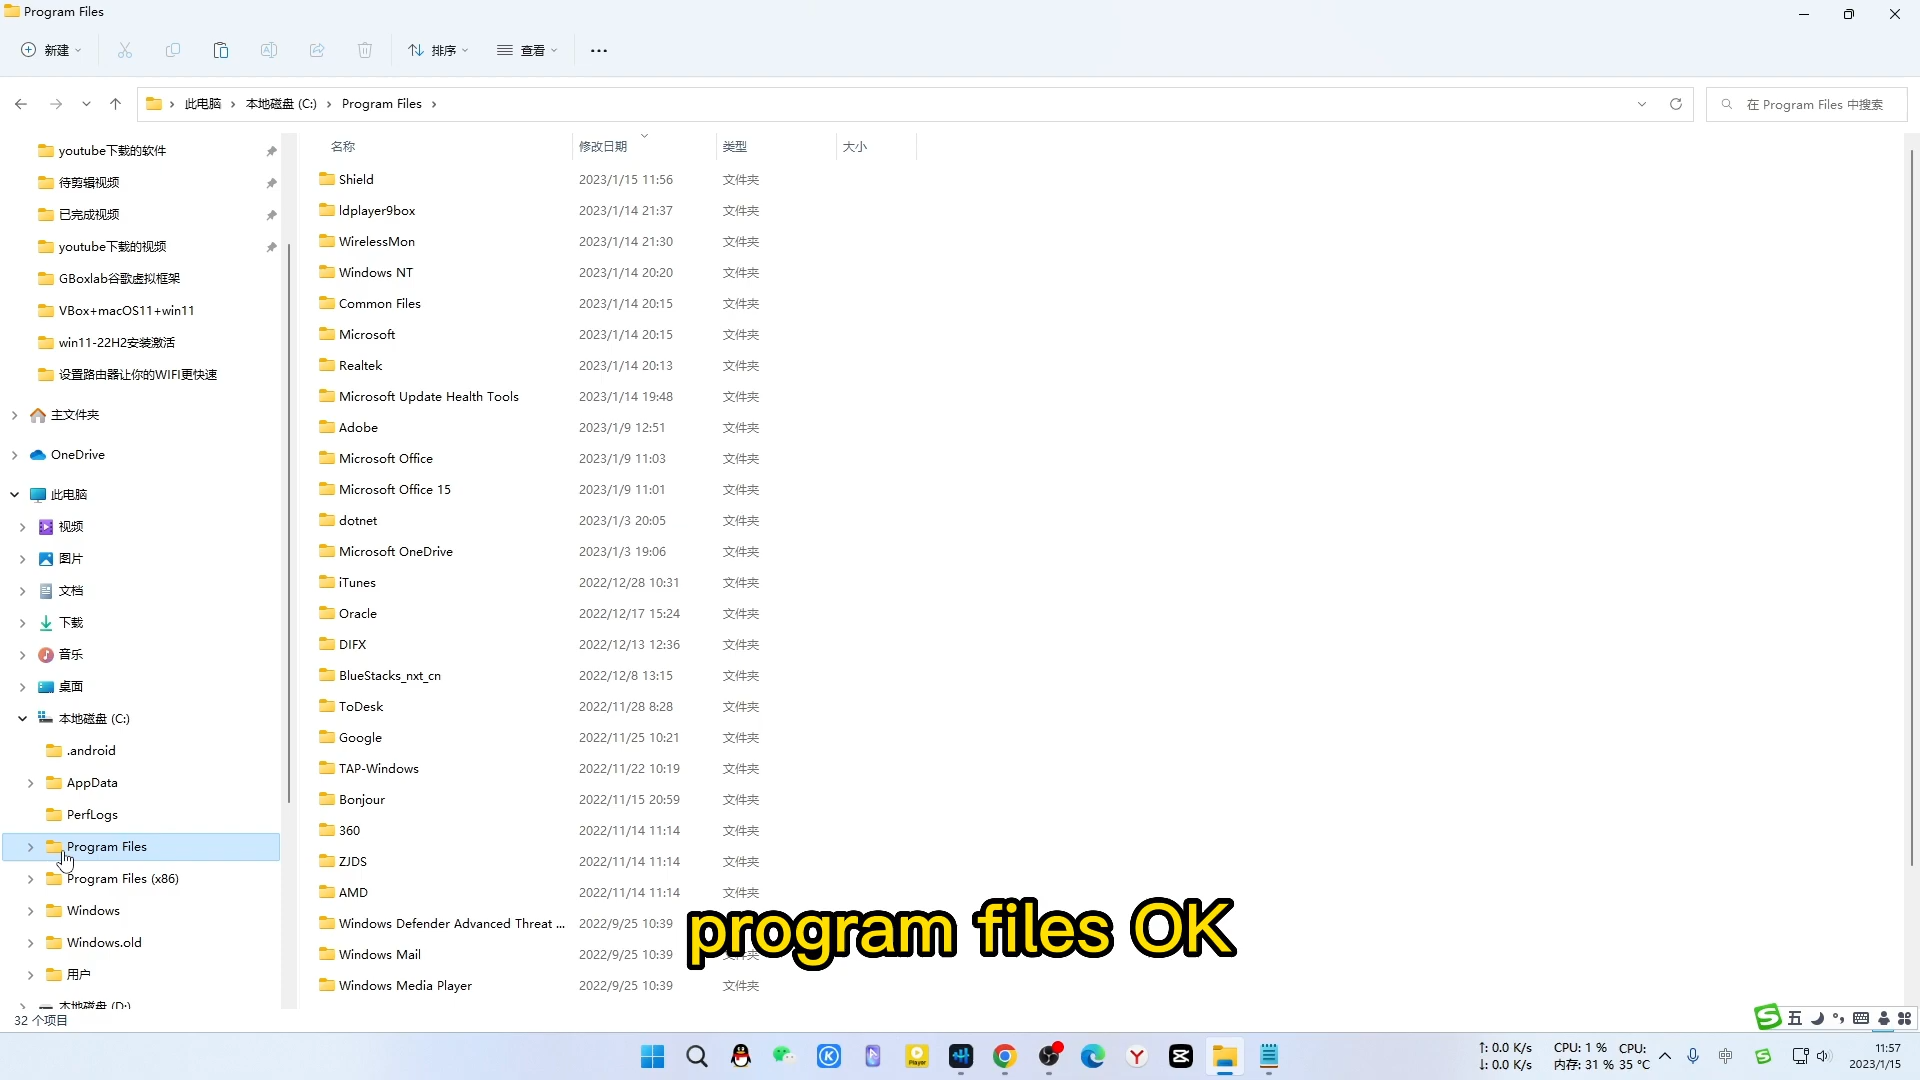 Program Files
新建
排序
查看
此电脑 本地磁盘 (C:) Program Files
在 Program Files 中搜索
youtube下载的软件
待剪辑视频
已完成视频
youtube下载的视频
GBoxlab谷歌虚拟框架
VBox+macOS11+win11
win11-22H2安装激活
设置路由器让你的WIFI更快速
主文件夹
OneDrive
此电脑
视频
图片
文档
下载
音乐
桌面
本地磁盘 (C:)
.android
AppData
PerfLogs
Program Files
Program Files (x86)
Windows
Windows.old
用户
本地磁盘 (D:)
名称 修改日期 类型 大小
Shield 2023/1/15 11:56 文件夹
ldplayer9box 2023/1/14 21:37 文件夹
WirelessMon 2023/1/14 21:30 文件夹
Windows NT 2023/1/14 20:20 文件夹
Common Files 2023/1/14 20:15 文件夹
Microsoft 2023/1/14 20:15 文件夹
Realtek 2023/1/14 20:13 文件夹
Microsoft Update Health Tools 2023/1/14 19:48 文件夹
Adobe 2023/1/9 12:51 文件夹
Microsoft Office 2023/1/9 11:03 文件夹
Microsoft Office 15 2023/1/9 11:01 文件夹
dotnet 2023/1/3 20:05 文件夹
Microsoft OneDrive 2023/1/3 19:06 文件夹
iTunes 2022/12/28 10:31 文件夹
Oracle 2022/12/17 15:24 文件夹
DIFX 2022/12/13 12:36 文件夹
BlueStacks_nxt_cn 2022/12/8 13:15 文件夹
ToDesk 2022/11/28 8:28 文件夹
Google 2022/11/25 10:21 文件夹
TAP-Windows 2022/11/22 10:19 文件夹
Bonjour 2022/11/15 20:59 文件夹
360 2022/11/14 11:14 文件夹
ZJDS 2022/11/14 11:14 文件夹
AMD 2022/11/14 11:14 文件夹
Windows Defender Advanced Threat ... 2022/9/25 10:39
Windows Mail 2022/9/25 10:39 文件夹
Windows Media Player 2022/9/25 10:39 文件夹
program files OK
32 个项目
五
↑: 0.0 K/s CPU: 1 % CPU:
↓: 0.0 K/s 内存: 31 % 35 °C
中
11:57
2023/1/15